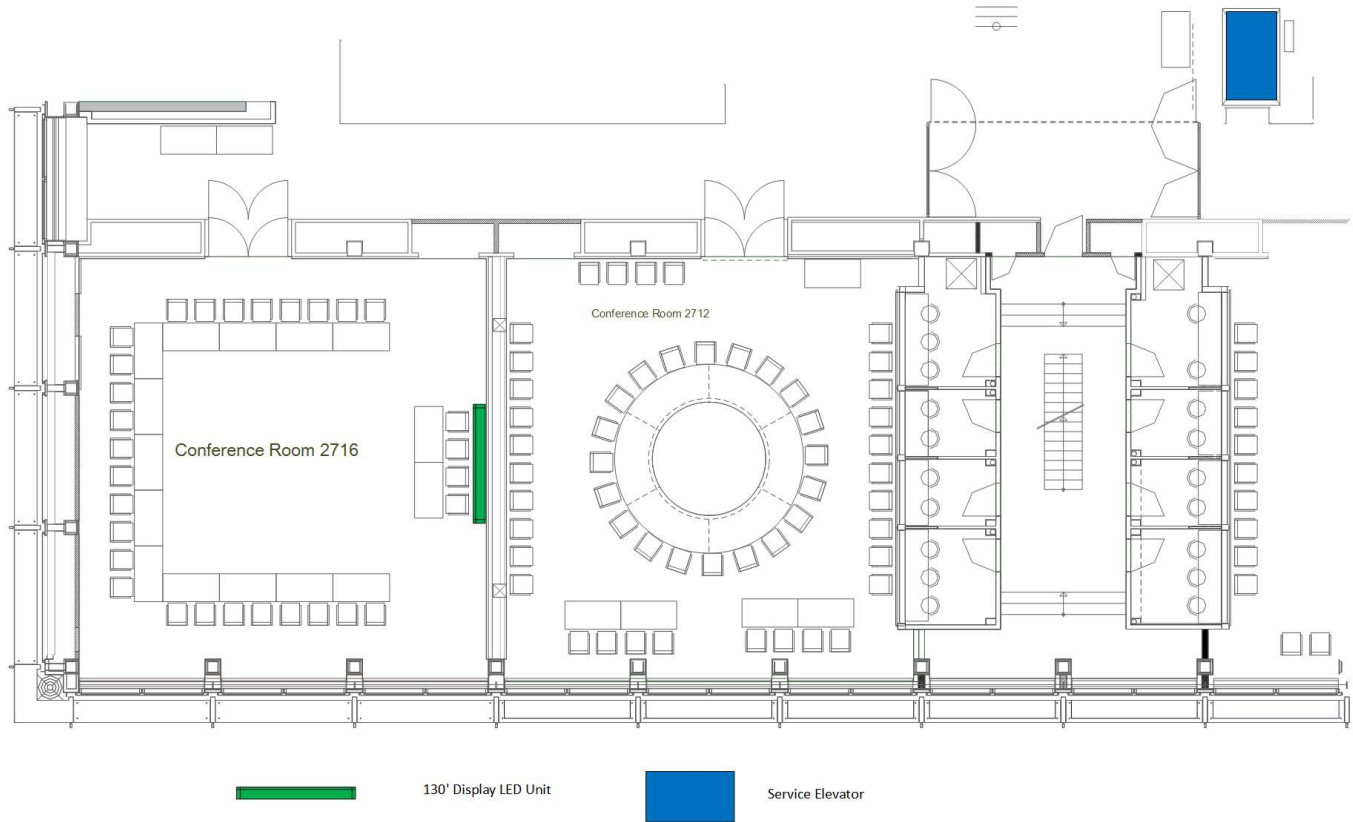 Conference Room 2712
Conference Room 2716
130' Display LED Unit
Service Elevator